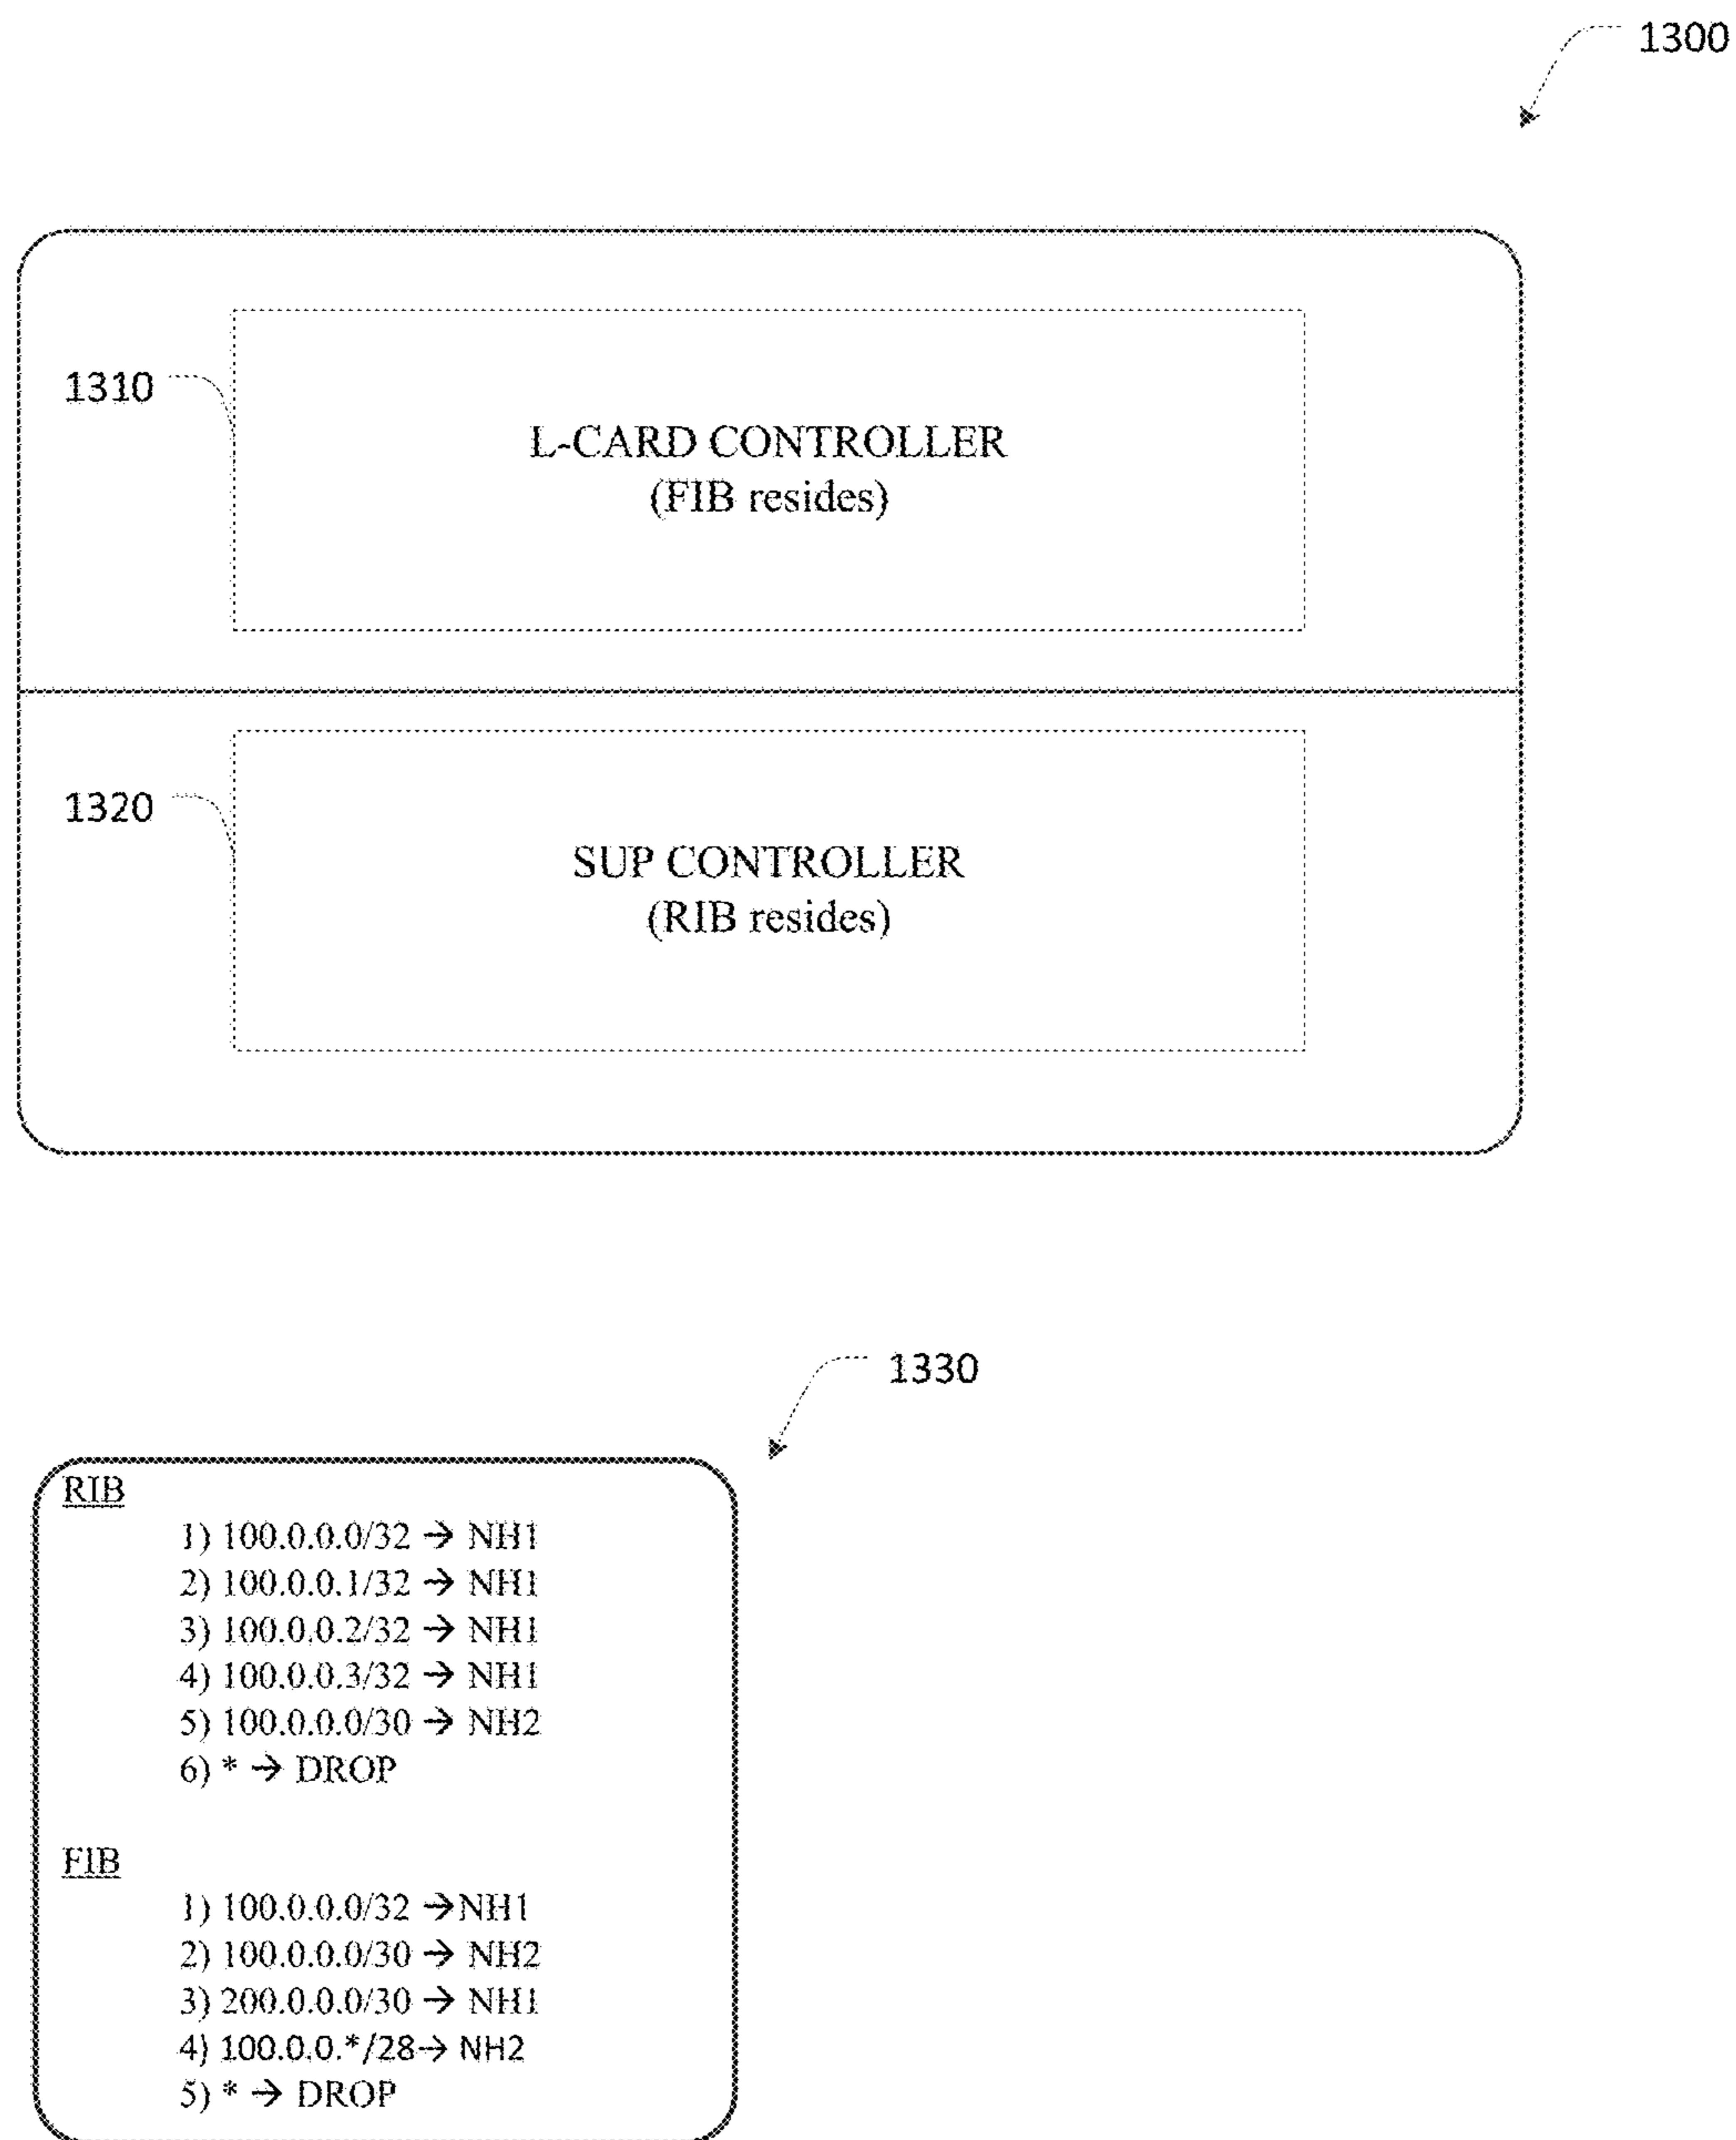 1300
1310
L-CARD CONTROLLER
(FIB resides)
1320
SUP CONTROLLER
(RIB resides)
1330
RIB
1) 100.0.0.0/32 → NH1
2) 100.0.0.1/32 → NH1
3) 100.0.0.2/32 → NH1
4) 100.0.0.3/32 → NH1
5) 100.0.0.0/30 → NH2
6) * → DROP
FIB
1) 100.0.0.0/32 →NH1
2) 100.0.0.0/30 → NH2
3) 200.0.0.0/30 → NH1
4) 100.0.0.*/28→ NH2
5) * → DROP